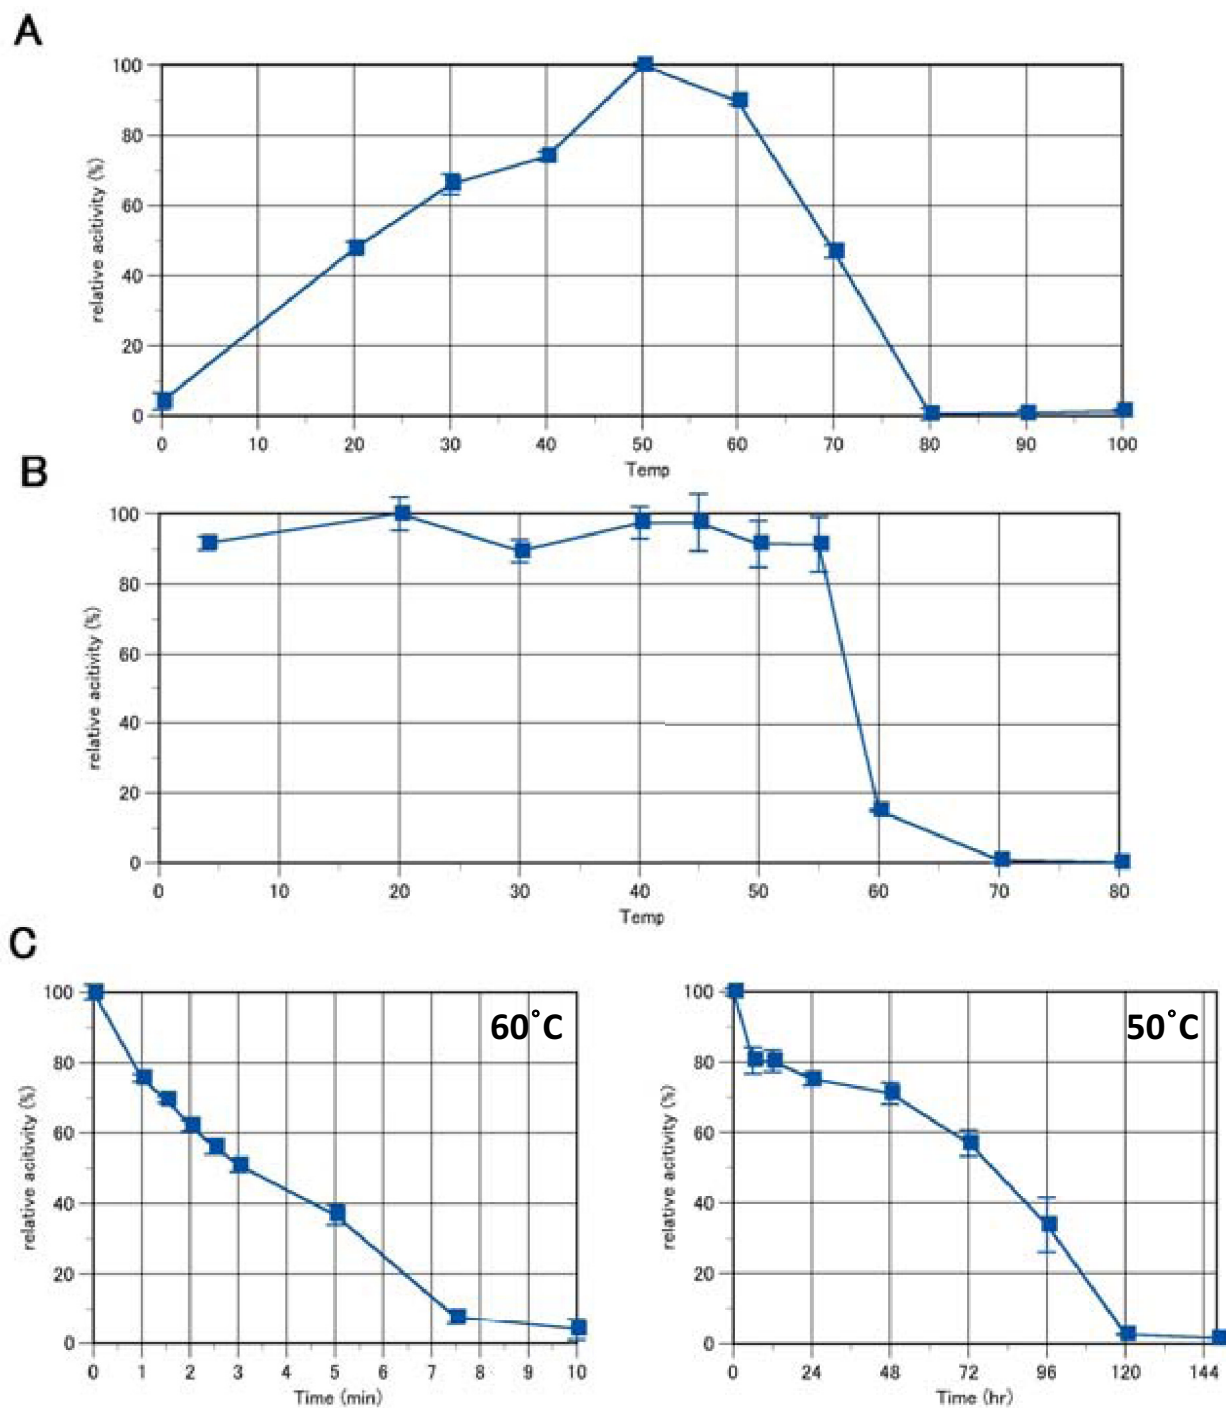 A
100
80
60
40
20
0
relative acitivity (%)
0 10 20 30 40 50 60 70 80 90 100
Temp
B
100
80
60
40
20
0
relative acitivity (%)
0 10 20 30 40 50 60 70 80
Temp
C
100
80
60
40
20
0
relative acitivity (%)
60˚C
0 1 2 3 4 5 6 7 8 9 10
Time (min)
100
80
60
40
20
0
relative acitivity (%)
50˚C
0 24 48 72 96 120 144
Time (hr)